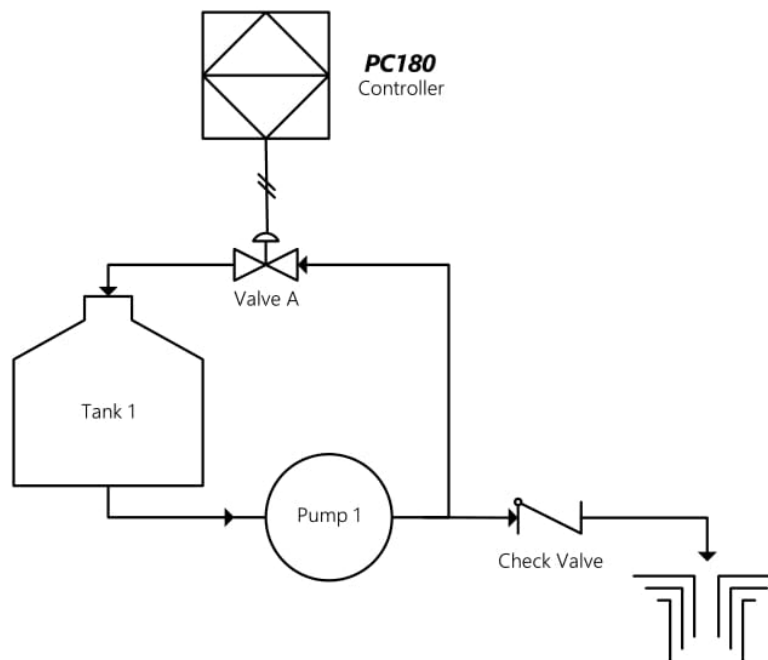 PC180
Controller
Valve A
Tank 1
Pump 1
Check Valve